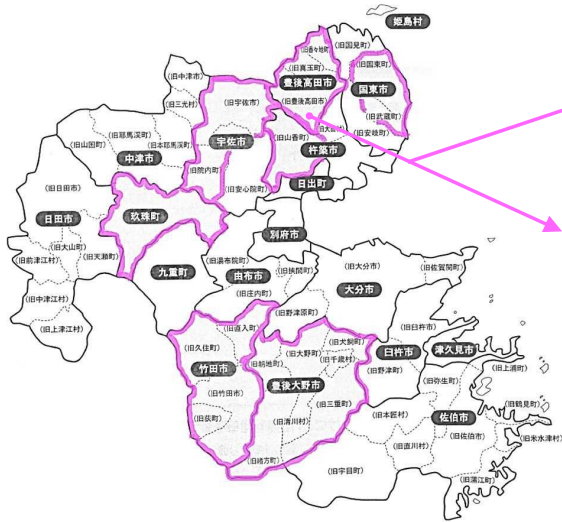 姫島村
(旧香々地町)
(旧国見町)
(旧真玉町)
(旧国東町)
豊後高田市
国東市
(旧豊後高田市)
(旧武蔵町)
(旧安岐町)
(旧中津市)
(旧三光村)
(旧宇佐市)
(旧耶馬渓町)
(旧本耶馬渓町)
(旧山国町)
中津市
宇佐市
(旧山香町)
杵築市
(旧院内町)
(旧安心院町)
日出町
(旧日田市)
日田市
玖珠町
(旧大山町)
(旧前津江村)
(旧天瀬町)
九重町
別府市
(旧湯布院町)
(旧挾間町)
由布市
(旧庄内町)
(旧大分市)
(旧佐賀関町)
大分市
(旧中津江村)
(旧上津江村)
(旧野津原町)
(旧直入町)
(旧久住町)
竹田市
(旧竹田市)
(旧荻町)
(旧朝地町)
(旧大野町)
(旧犬飼町)
(旧千歳村)
豊後大野市
(旧三重町)
(旧清川村)
(旧緒方町)
(旧臼杵市)
臼杵市
(旧野津町)
津久見市
(旧上浦町)
(旧弥生町)
(旧鶴見町)
(旧本匠村)
佐伯市
(旧佐伯市)
(旧米水津村)
(旧直川村)
(旧宇目町)
(旧蒲江町)